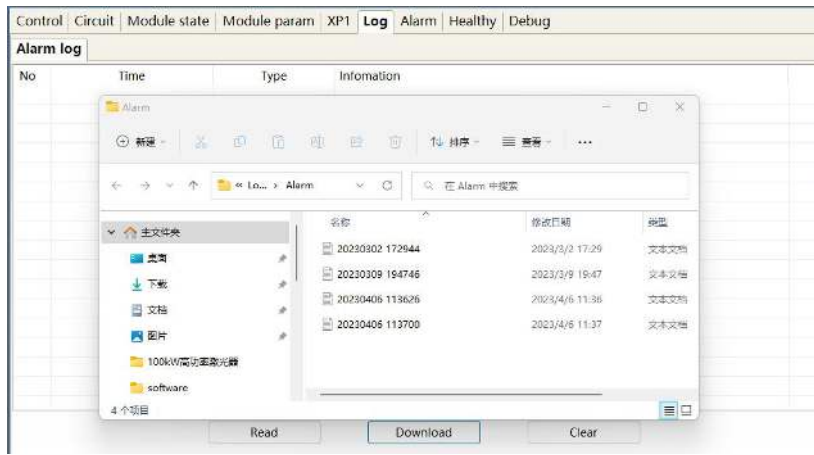 Control Circuit Module state Module param XP1 Log Alarm Healthy Debug
Alarm log
No Time Type Infomation
Alarm
新建 排序 查看 ...
« Lo... › Alarm 在 Alarm 中搜索
名称 修改日期 类型
主文件夹
桌面
下载
文档
图片
100kW高功率激光器
software
20230302 172944 2023/3/2 17:29 文本文档
20230309 194746 2023/3/9 19:47 文本文档
20230406 113626 2023/4/6 11:36 文本文档
20230406 113700 2023/4/6 11:37 文本文档
4 个项目
Read Download Clear